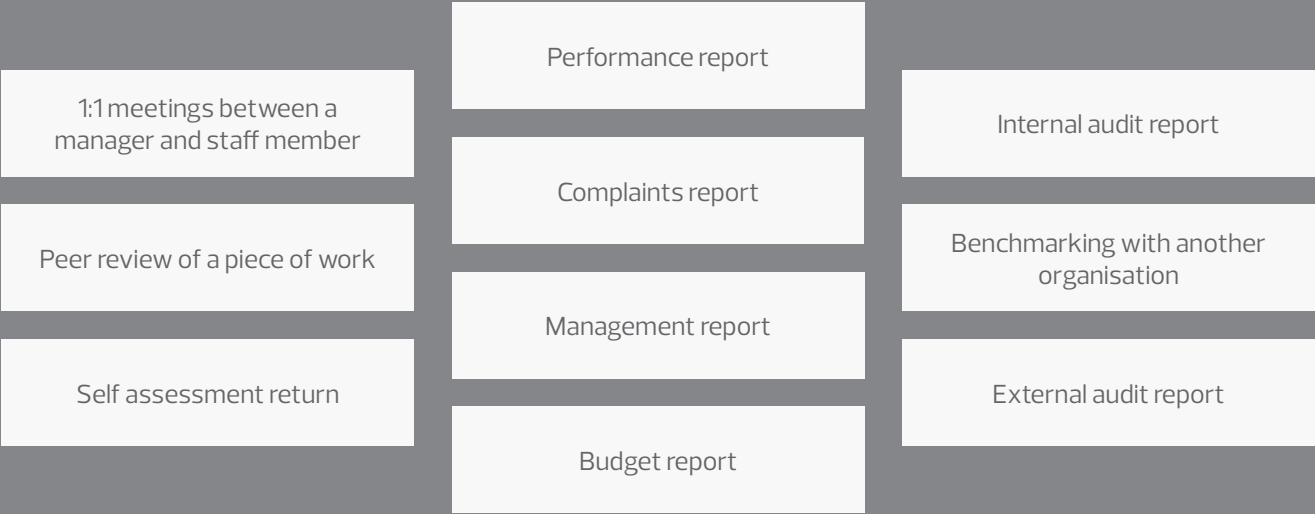 1:1 meetings between a
manager and staff member
Peer review of a piece of work
Self assessment return
Performance report
Complaints report
Management report
Budget report
Internal audit report
Benchmarking with another
organisation
External audit report